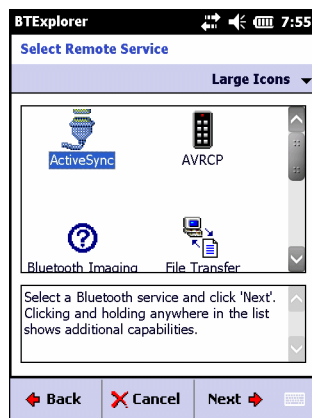 BTExplorer 7:55
Select Remote Service
Large Icons
ActiveSync AVRCP
Bluetooth Imaging File Transfer
Select a Bluetooth service and click 'Next'.
Clicking and holding anywhere in the list
shows additional capabilities.
Back Cancel Next